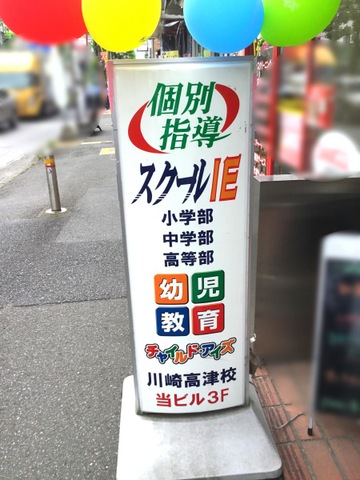 個別
指導
スクールIE
小学部
中学部
高等部
幼児
教育
チャイルド・アイズ
川崎高津校
当ビル3F